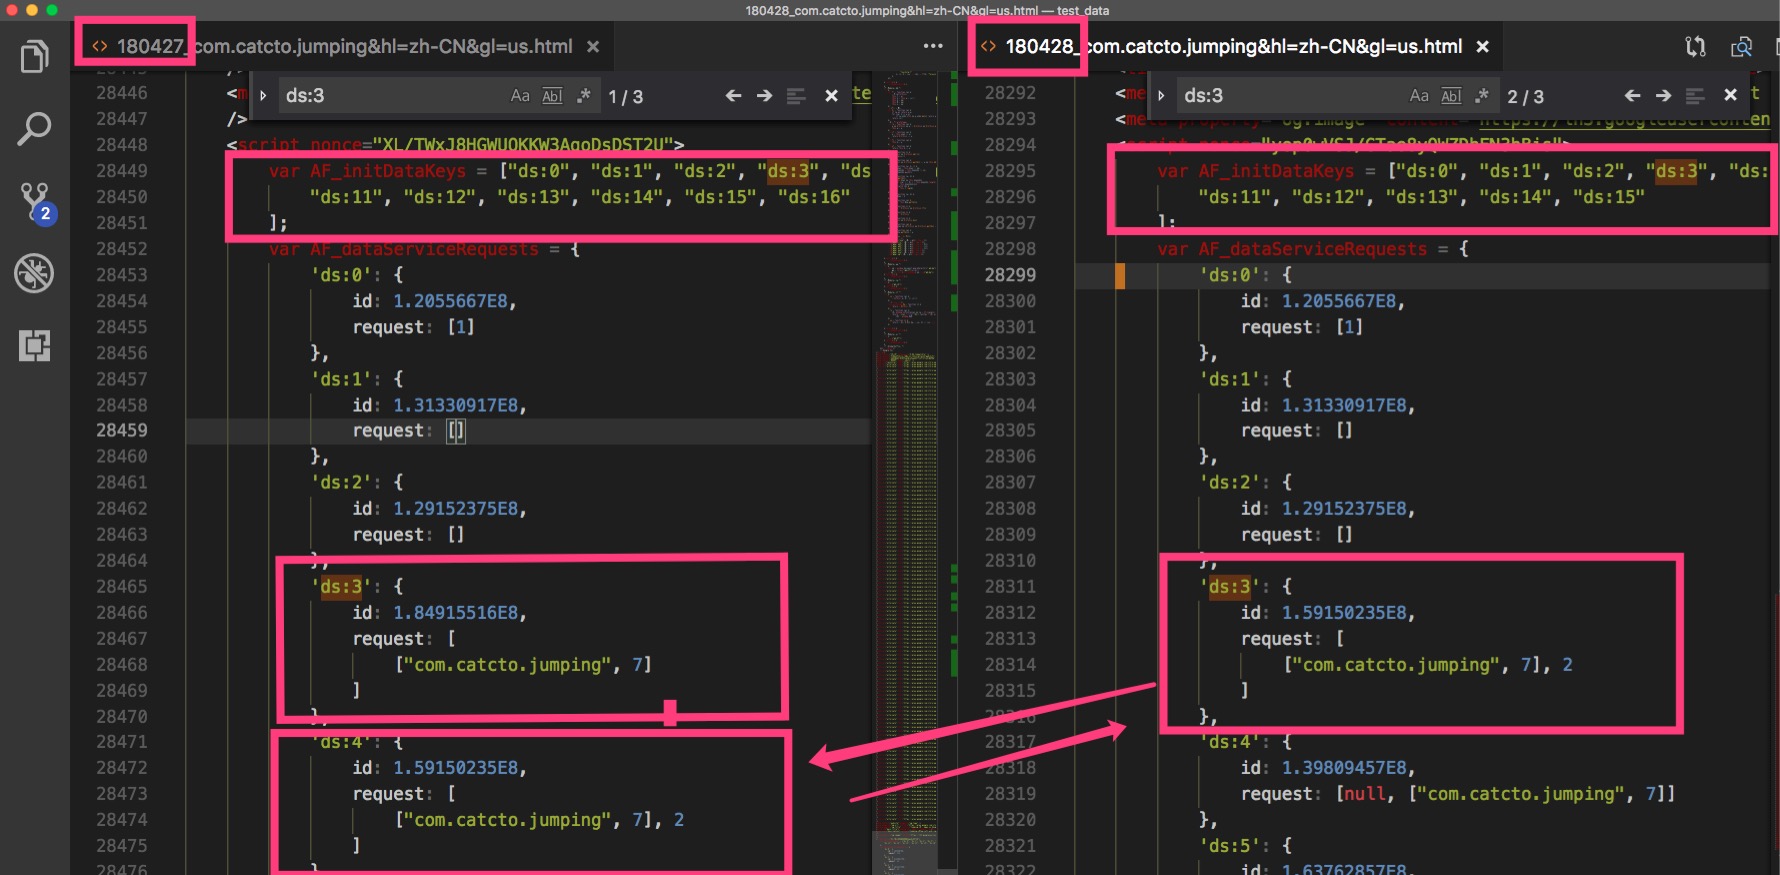 180428_com.catcto.jumping&hl=zh-CN&gl=us.html — test_data
180427_com.catcto.jumping&hl=zh-CN&gl=us.html ×
ds:3 Aa Abl .* 1 / 3
28446 <m te
28447 />
28448 <script nonce="XL/TWxJ8HGWUOKKW3AgoDsDST2U">
28449 var AF_initDataKeys = ["ds:0", "ds:1", "ds:2", "ds:3", "ds
28450 "ds:11", "ds:12", "ds:13", "ds:14", "ds:15", "ds:16"
28451 ];
28452 var AF_dataServiceRequests = {
28453 'ds:0': {
28454 id: 1.2055667E8,
28455 request: [1]
28456 },
28457 'ds:1': {
28458 id: 1.31330917E8,
28459 request: []
28460 },
28461 'ds:2': {
28462 id: 1.29152375E8,
28463 request: []
28464 },
28465 'ds:3': {
28466 id: 1.84915516E8,
28467 request: [
28468 ["com.catcto.jumping", 7]
28469 ]
28470 },
28471 'ds:4': {
28472 id: 1.59150235E8,
28473 request: [
28474 ["com.catcto.jumping", 7], 2
28475 ]
28476 },
2
180428_com.catcto.jumping&hl=zh-CN&gl=us.html ×
ds:3 Aa Abl .* 2 / 3
28292 <me t
28293 <meta property="og:image" content="https://lh3.googleusercontent
28294
28295 var AF_initDataKeys = ["ds:0", "ds:1", "ds:2", "ds:3", "ds:
28296 "ds:11", "ds:12", "ds:13", "ds:14", "ds:15"
28297 ];
28298 var AF_dataServiceRequests = {
28299 'ds:0': {
28300 id: 1.2055667E8,
28301 request: [1]
28302 },
28303 'ds:1': {
28304 id: 1.31330917E8,
28305 request: []
28306 },
28307 'ds:2': {
28308 id: 1.29152375E8,
28309 request: []
28310 },
28311 'ds:3': {
28312 id: 1.59150235E8,
28313 request: [
28314 ["com.catcto.jumping", 7], 2
28315 ]
28316 },
28317 'ds:4': {
28318 id: 1.39809457E8,
28319 request: [null, ["com.catcto.jumping", 7]]
28320 },
28321 'ds:5': {
28322 id: 1.63762857E8,